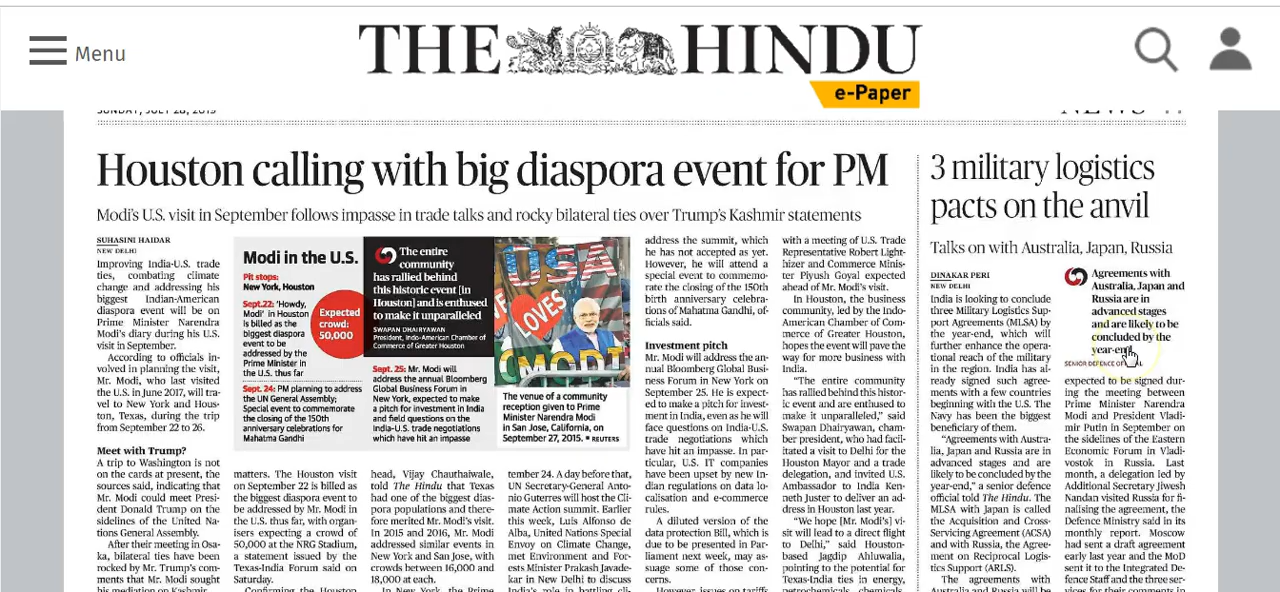 Menu
THE HINDU
e-Paper
SUNDAY, JULY 28, 2019
NEWS
Houston calling with big diaspora event for PM
Modi's U.S. visit in September follows impasse in trade talks and rocky bilateral ties over Trump's Kashmir statements
SUHASINI HAIDAR
NEW DELHI
Improving India-U.S. trade
ties, combating climate
change and addressing his
biggest Indian-American
diaspora event will be on
Prime Minister Narendra
Modi's diary during his U.S.
visit in September.
According to officials in-
volved in planning the visit,
Mr. Modi, who last visited
the U.S. in June 2017, will tra-
vel to New York and Hous-
ton, Texas, during the trip
from September 22 to 26.
Meet with Trump?
A trip to Washington is not
on the cards at present, the
sources said, indicating that
Mr. Modi could meet Presi-
dent Donald Trump on the
sidelines of the United Na-
tions General Assembly.
After their meeting in Osa-
ka, bilateral ties have been
rocked by Mr. Trump's com-
ments that Mr. Modi sought
his mediation on Kashmir
Modi in the U.S.
Pit stops:
New York, Houston
Sept.22: 'Howdy,
Modi' in Houston
is billed as the
biggest diaspora
event to be
addressed by the
Prime Minister in
the U.S. thus far
Expected
crowd:
50,000
Sept. 24: PM planning to address
the UN General Assembly;
Special event to commemorate
the closing of the 150th
anniversary celebrations for
Mahatma Gandhi
The entire
community
has rallied behind
this historic event [in
Houston] and is enthused
to make it unparalleled
SWAPAN DHAIRYAWAN
President, Indo-American Chamber of
Commerce of Greater Houston
Sept. 25: Mr. Modi will
address the annual Bloomberg
Global Business Forum in
New York, expected to make
a pitch for investment in India
and field questions on the
India-U.S. trade negotiations
which have hit an impasse
USA
LOVES
MODI
The venue of a community
reception given to Prime
Minister Narendra Modi
in San Jose, California, on
September 27, 2015. ■ REUTERS
matters. The Houston visit
on September 22 is billed as
the biggest diaspora event to
be addressed by Mr. Modi in
the U.S. thus far, with organ-
isers expecting a crowd of
50,000 at the NRG Stadium,
a statement issued by the
Texas-India Forum said on
Saturday.
Confirming the Houston
head, Vijay Chauthaiwale,
told The Hindu that Texas
had one of the biggest dias-
pora populations and there-
fore merited Mr. Modi's visit.
In 2015 and 2016, Mr. Modi
addressed similar events in
New York and San Jose, with
crowds between 16,000 and
18,000 at each.
In New York, the Prime
tember 24. A day before that,
UN Secretary-General Anto-
nio Guterres will host the Cli-
mate Action summit. Earlier
this week, Luis Alfonso de
Alba, United Nations Special
Envoy on Climate Change,
met Environment and For-
ests Minister Prakash Javade-
kar in New Delhi to discuss
India's role in battling cli-
address the summit, which
he has not accepted as yet.
However, he will attend a
special event to commemo-
rate the closing of the 150th
birth anniversary celebra-
tions of Mahatma Gandhi, of-
ficials said.
Investment pitch
Mr. Modi will address the an-
nual Bloomberg Global Busi-
ness Forum in New York on
September 25. He is expect-
ed to make a pitch for invest-
ment in India, even as he will
face questions on India-U.S.
trade negotiations which
have hit an impasse. In par-
ticular, U.S. IT companies
have been upset by new In-
dian regulations on data lo-
calisation and e-commerce
rules.
A diluted version of the
data protection Bill, which is
due to be presented in Par-
liament next week, may as-
suage some of those con-
cerns.
However, issues on tariffs
with a meeting of U.S. Trade
Representative Robert Light-
hizer and Commerce Minis-
ter Piyush Goyal expected
ahead of Mr. Modi's visit.
In Houston, the business
community, led by the Indo-
American Chamber of Com-
merce of Greater Houston,
hopes the event will pave the
way for more business with
India.
"The entire community
has rallied behind this histor-
ic event and are enthused to
make it unparalleled," said
Swapan Dhairyawan, cham-
ber president, who had facil-
itated a visit to Delhi for the
Houston Mayor and a trade
delegation, and invited U.S.
Ambassador to India Ken-
neth Juster to deliver an ad-
dress in Houston last year.
"We hope [Mr. Modi's] vi-
sit will lead to a direct flight
to Delhi," said Houston-
based Jagdip Ahluwalia,
pointing to the potential for
Texas-India ties in energy,
petrochemicals, chemicals,
3 military logistics
pacts on the anvil
Talks on with Australia, Japan, Russia
DINAKAR PERI
NEW DELHI
India is looking to conclude
three Military Logistics Sup-
port Agreements (MLSA) by
the year-end, which will
further enhance the opera-
tional reach of the military
in the region. India has al-
ready signed such agree-
ments with a few countries
beginning with the U.S. The
Navy has been the biggest
beneficiary of them.
"Agreements with Austra-
lia, Japan and Russia are in
advanced stages and are
likely to be concluded by the
year-end," a senior defence
official told The Hindu. The
MLSA with Japan is called
the Acquisition and Cross-
Servicing Agreement (ACSA)
and with Russia, the Agree-
ment on Reciprocal Logis-
tics Support (ARLS).
The agreements with
Australia and Russia will be
Agreements with
Australia, Japan and
Russia are in
advanced stages
and are likely to be
concluded by the
year-end
SENIOR DEFENCE OFFICIAL
expected to be signed dur-
ing the meeting between
Prime Minister Narendra
Modi and President Vladi-
mir Putin in September on
the sidelines of the Eastern
Economic Forum in Vladi-
vostok in Russia. Last
month, a delegation led by
Additional Secretary Jiwesh
Nandan visited Russia for fi-
nalising the agreement, the
Defence Ministry said in its
monthly report. Moscow
had sent a draft agreement
early last year and the MoD
sent it to the Integrated De-
fence Staff and the three ser-
vices for their comments in